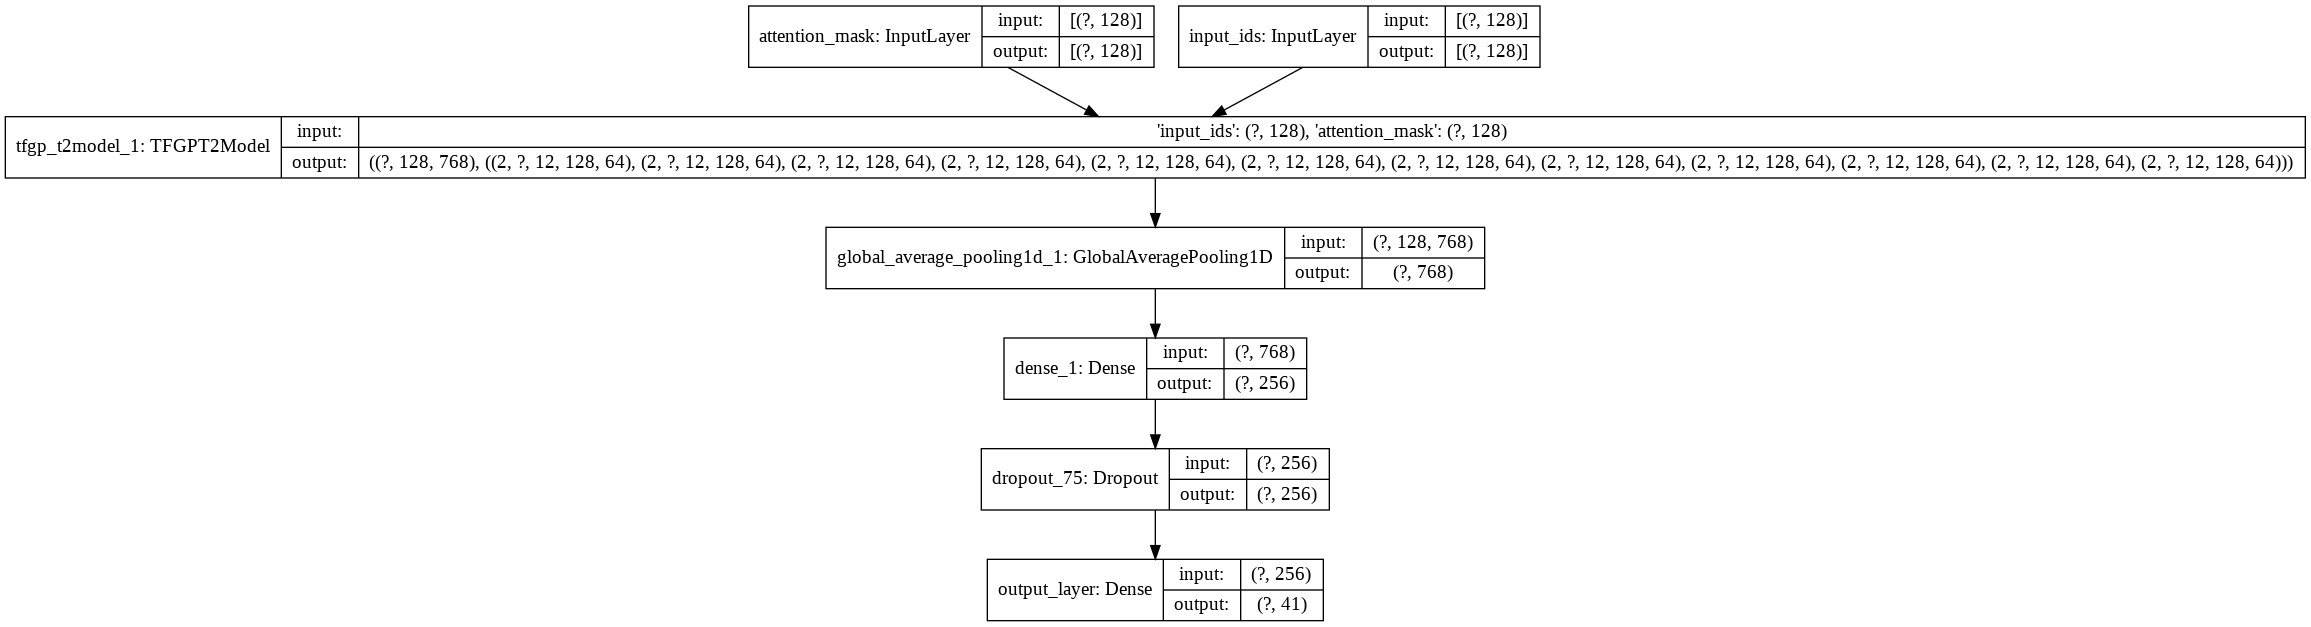 attention_mask: InputLayer
input: [(?, 128)]
output: [(?, 128)]
input_ids: InputLayer
input: [(?, 128)]
output: [(?, 128)]
tfgp_t2model_1: TFGPT2Model
input: 'input_ids': (?, 128), 'attention_mask': (?, 128)
output: ((?, 128, 768), ((2, ?, 12, 128, 64), (2, ?, 12, 128, 64), (2, ?, 12, 128, 64), (2, ?, 12, 128, 64), (2, ?, 12, 128, 64), (2, ?, 12, 128, 64), (2, ?, 12, 128, 64), (2, ?, 12, 128, 64), (2, ?, 12, 128, 64), (2, ?, 12, 128, 64), (2, ?, 12, 128, 64), (2, ?, 12, 128, 64)))
global_average_pooling1d_1: GlobalAveragePooling1D
input: (?, 128, 768)
output: (?, 768)
dense_1: Dense
input: (?, 768)
output: (?, 256)
dropout_75: Dropout
input: (?, 256)
output: (?, 256)
output_layer: Dense
input: (?, 256)
output: (?, 41)